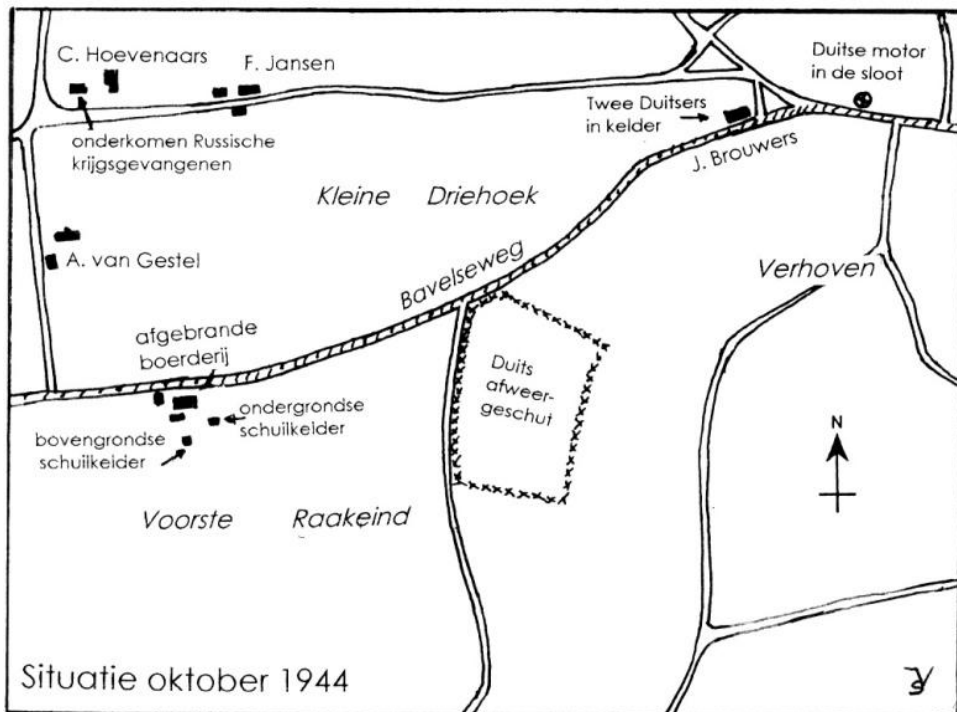 C. Hoevenaars
F. Jansen
Duitse motor
in de sloot
Twee Duitsers
in kelder
onderkomen Russische
krijgsgevangenen
J. Brouwers
Kleine Driehoek
A. van Gestel
Bavelseweg
Verhoven
afgebrande
boerderij
Duits
afweer-
geschut
ondergrondse
schuilkelder
bovengrondse
schuilkelder
N
Voorste Raakeind
Situatie oktober 1944